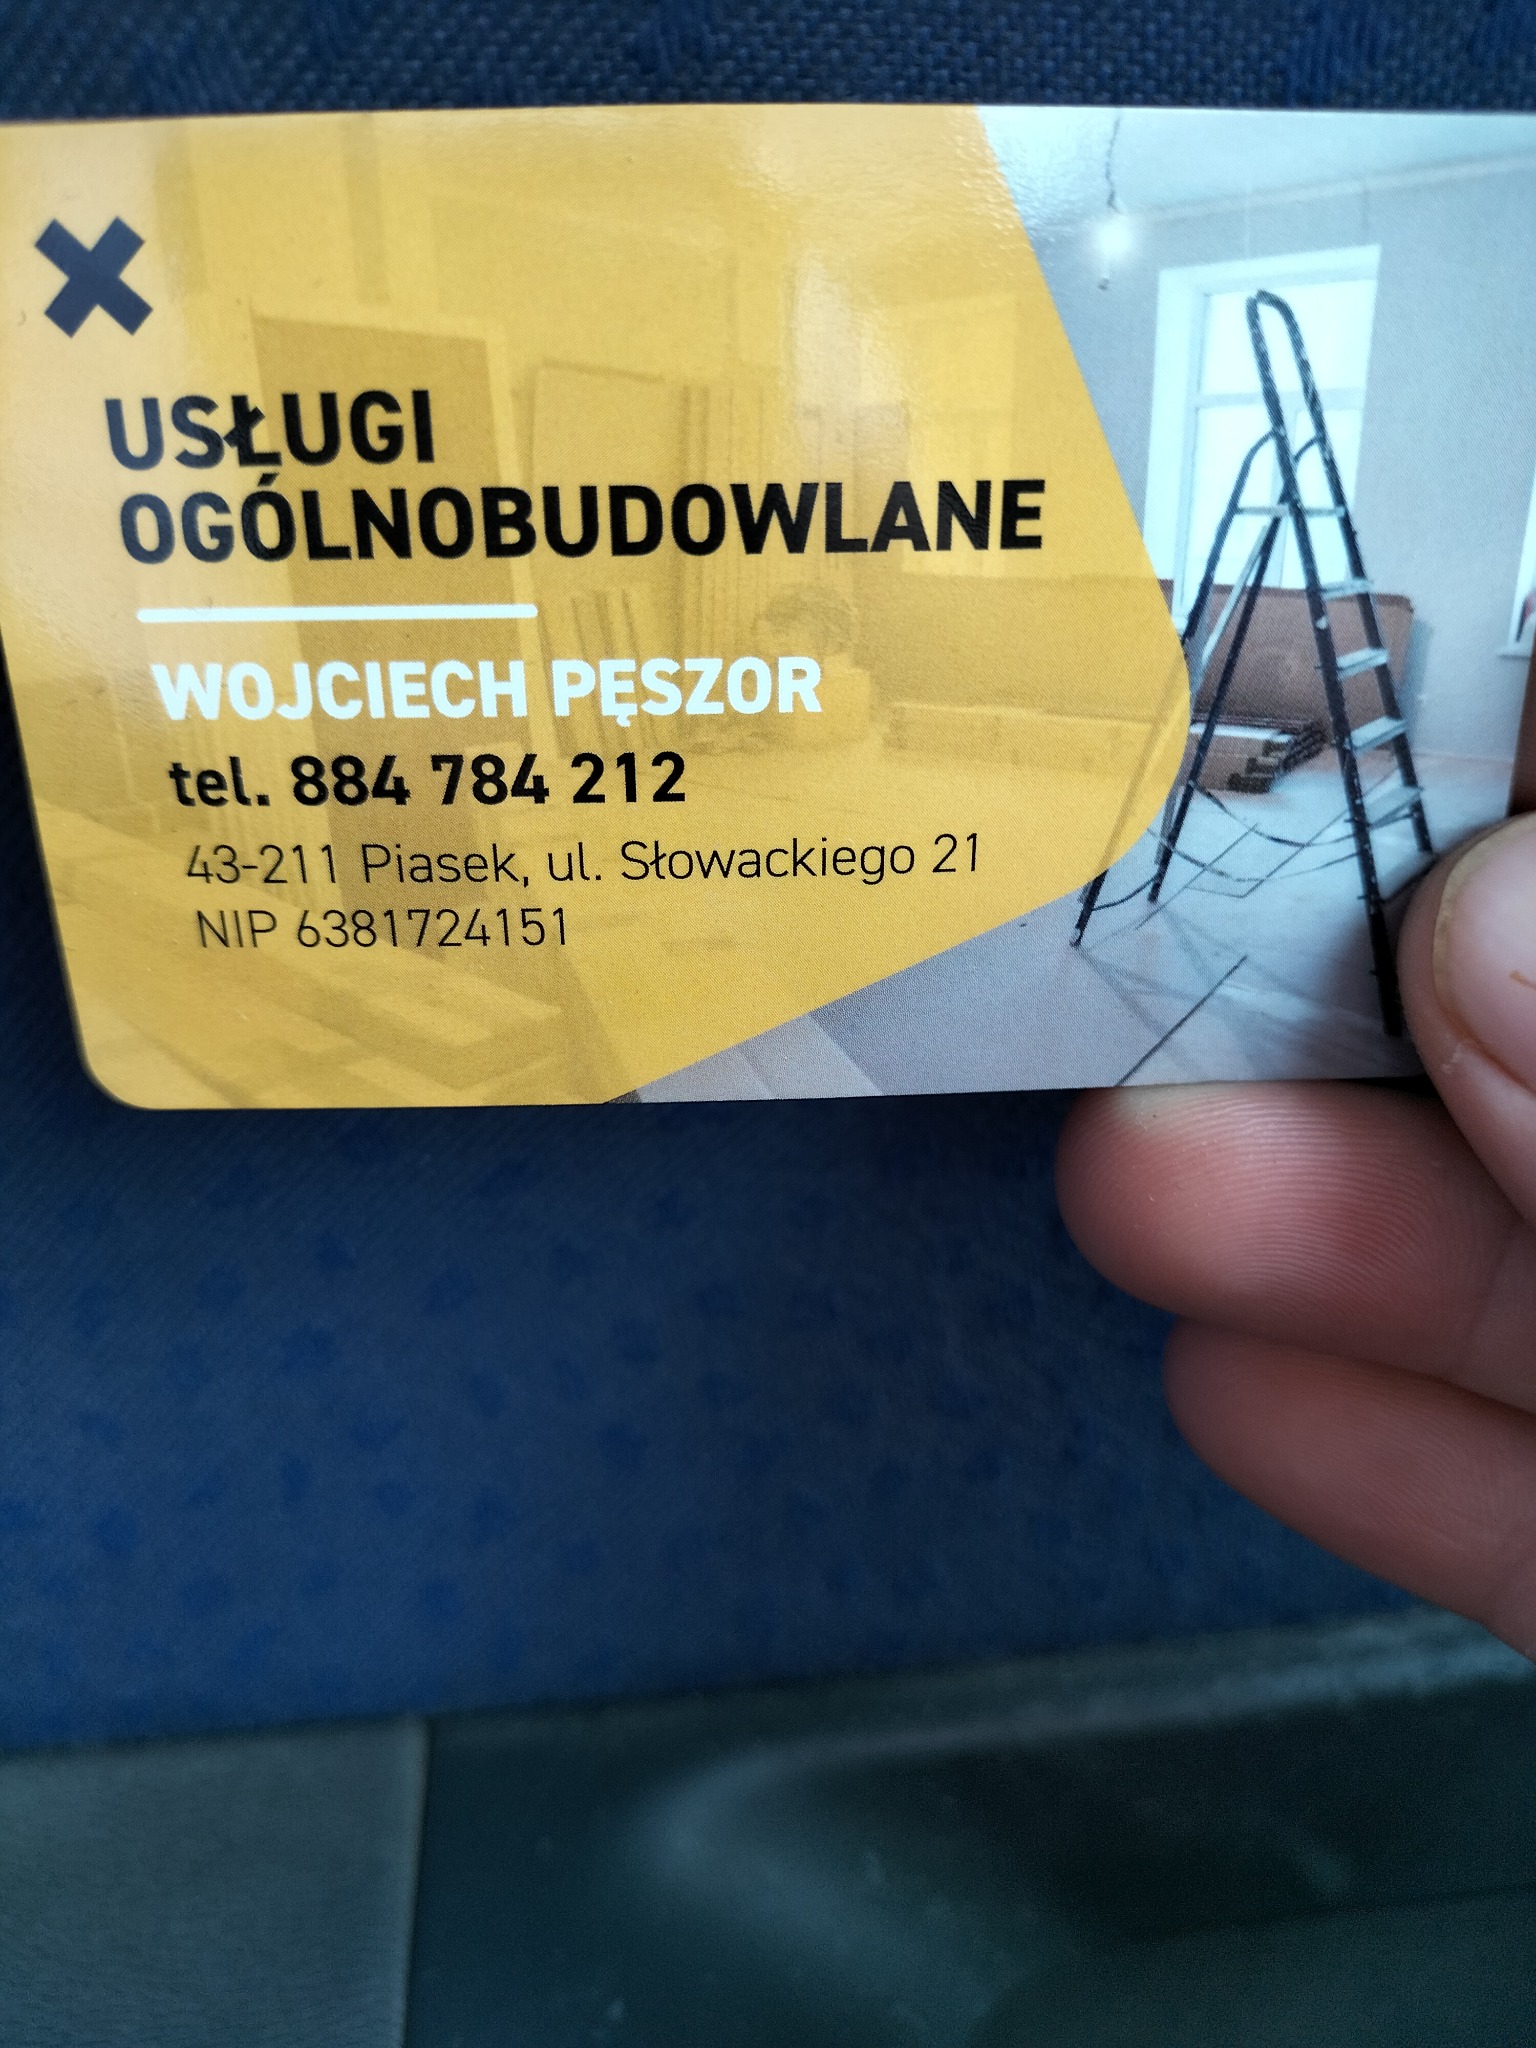 USŁUGI
OGÓLNOBUDOWLANE
WOJCIECH PĘSZOR
tel. 884 784 212
43-211 Piasek, ul. Słowackiego 21
NIP 6381724151